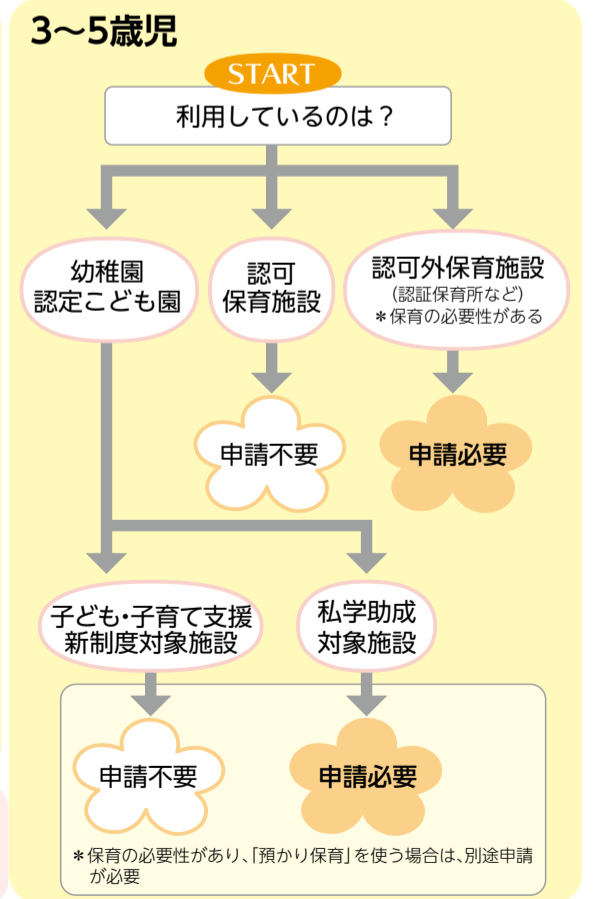 3〜5歳児
START
利用しているのは？
幼稚園
認定こども園
認可
保育施設
認可外保育施設
(認証保育所など)
＊保育の必要性がある
申請不要
申請必要
子ども・子育て支援
新制度対象施設
私学助成
対象施設
申請不要
申請必要
＊保育の必要性があり、「預かり保育」を使う場合は、別途申請
が必要